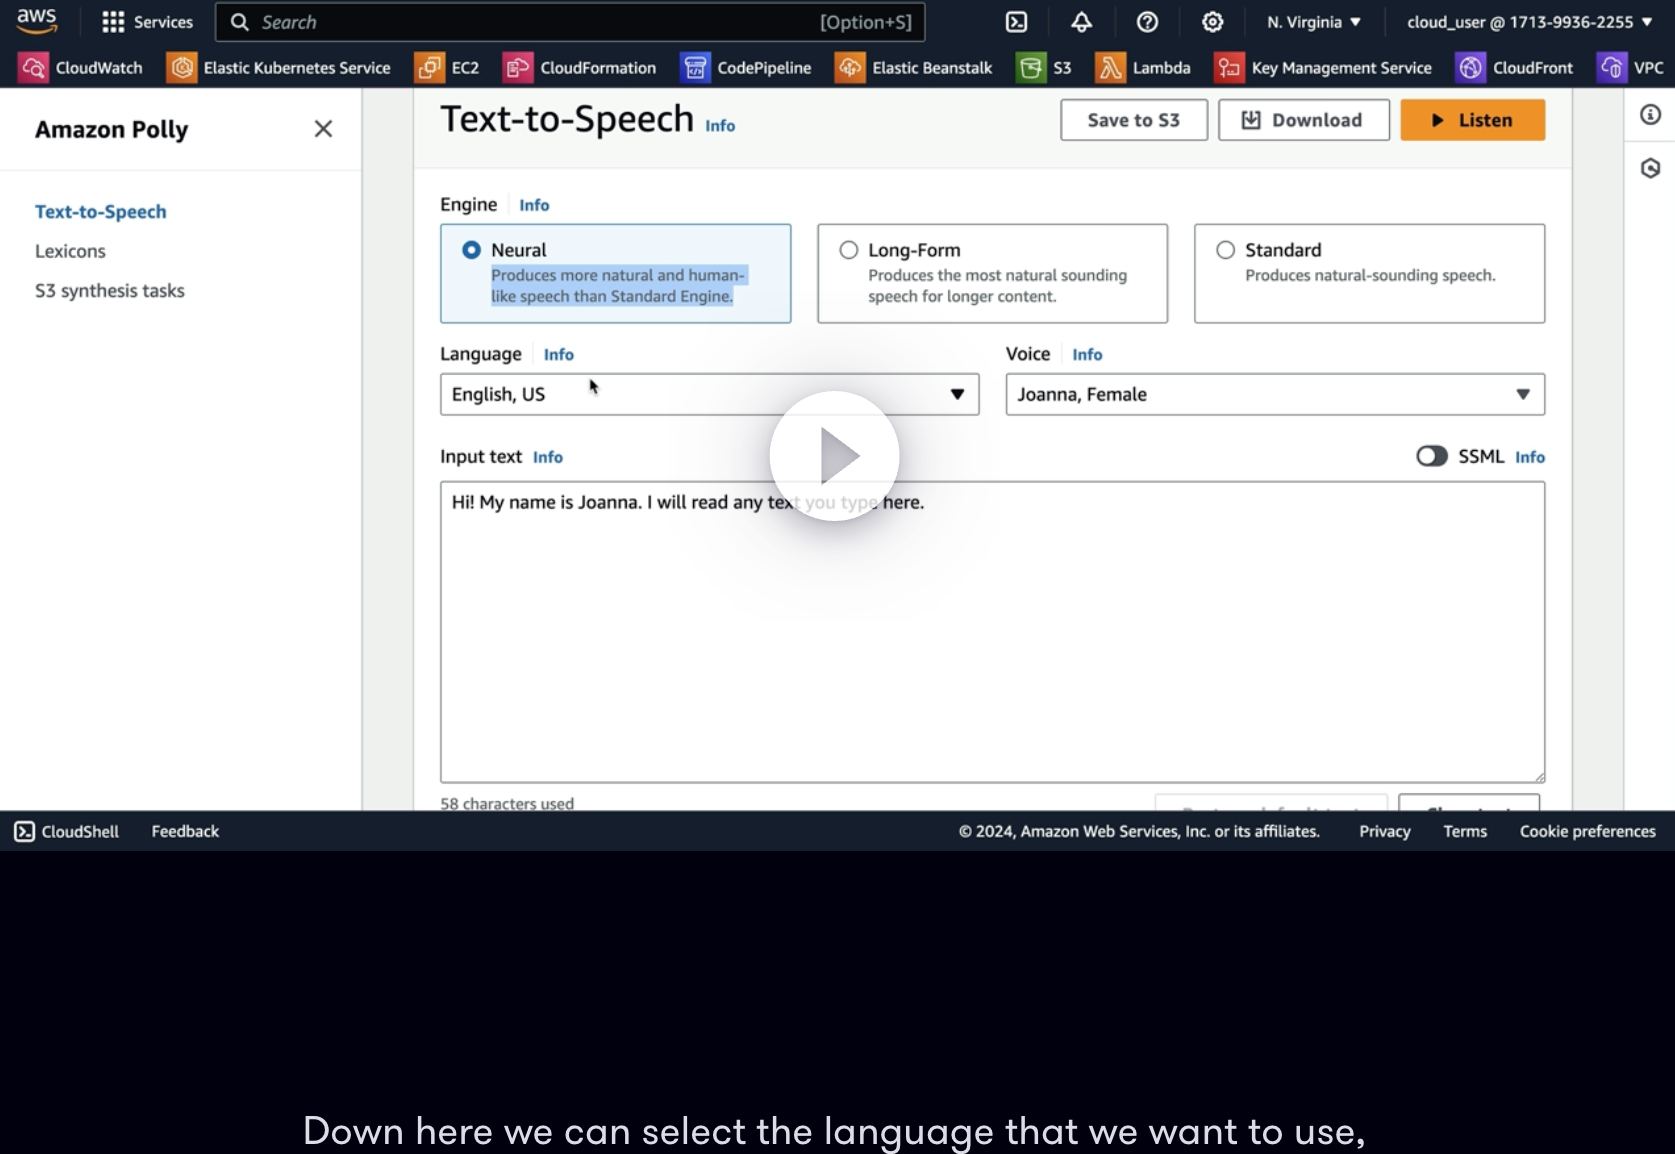 aws
Services
Search
[Option+S]
N. Virginia
cloud_user @ 1713-9936-2255
CloudWatch
Elastic Kubernetes Service
EC2
CloudFormation
CodePipeline
Elastic Beanstalk
S3
Lambda
Key Management Service
CloudFront
VPC
Amazon Polly
Text-to-Speech
Lexicons
S3 synthesis tasks
Text-to-Speech Info
Save to S3
Download
Listen
Engine Info
Neural
Produces more natural and human-
like speech than Standard Engine.
Long-Form
Produces the most natural sounding
speech for longer content.
Standard
Produces natural-sounding speech.
Language Info
English, US
Voice Info
Joanna, Female
Input text Info
SSML Info
Hi! My name is Joanna. I will read any text you type here.
58 characters used
CloudShell
Feedback
© 2024, Amazon Web Services, Inc. or its affiliates.
Privacy
Terms
Cookie preferences
Down here we can select the language that we want to use,